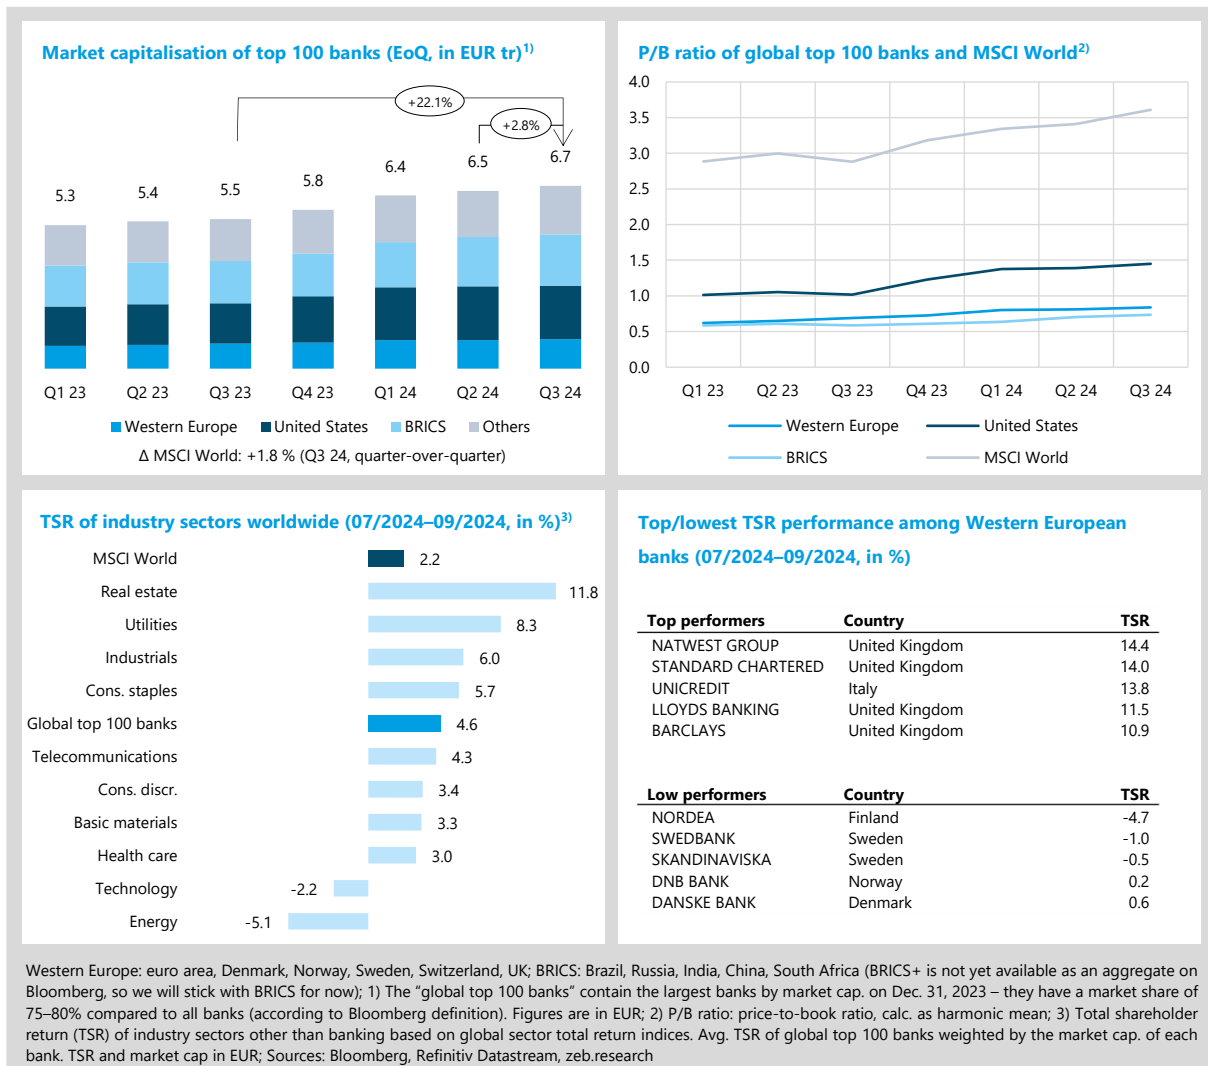 Market capitalisation of top 100 banks (EoQ, in EUR tr)1)
+22.1%
+2.8%
5.3
5.4
5.5
5.8
6.4
6.5
6.7
Q1 23
Q2 23
Q3 23
Q4 23
Q1 24
Q2 24
Q3 24
Western Europe
United States
BRICS
Others
Δ MSCI World: +1.8 % (Q3 24, quarter-over-quarter)
P/B ratio of global top 100 banks and MSCI World2)
4.0
3.5
3.0
2.5
2.0
1.5
1.0
0.5
0.0
Q1 23
Q2 23
Q3 23
Q4 23
Q1 24
Q2 24
Q3 24
Western Europe
United States
BRICS
MSCI World
TSR of industry sectors worldwide (07/2024–09/2024, in %)3)
MSCI World 2.2
Real estate 11.8
Utilities 8.3
Industrials 6.0
Cons. staples 5.7
Global top 100 banks 4.6
Telecommunications 4.3
Cons. discr. 3.4
Basic materials 3.3
Health care 3.0
Technology -2.2
Energy -5.1
Top/lowest TSR performance among Western European
banks (07/2024–09/2024, in %)
Top performers Country TSR
NATWEST GROUP United Kingdom 14.4
STANDARD CHARTERED United Kingdom 14.0
UNICREDIT Italy 13.8
LLOYDS BANKING United Kingdom 11.5
BARCLAYS United Kingdom 10.9
Low performers Country TSR
NORDEA Finland -4.7
SWEDBANK Sweden -1.0
SKANDINAVISKA Sweden -0.5
DNB BANK Norway 0.2
DANSKE BANK Denmark 0.6
Western Europe: euro area, Denmark, Norway, Sweden, Switzerland, UK; BRICS: Brazil, Russia, India, China, South Africa (BRICS+ is not yet available as an aggregate on
Bloomberg, so we will stick with BRICS for now); 1) The “global top 100 banks” contain the largest banks by market cap. on Dec. 31, 2023 – they have a market share of
75–80% compared to all banks (according to Bloomberg definition). Figures are in EUR; 2) P/B ratio: price-to-book ratio, calc. as harmonic mean; 3) Total shareholder
return (TSR) of industry sectors other than banking based on global sector total return indices. Avg. TSR of global top 100 banks weighted by the market cap. of each
bank. TSR and market cap in EUR; Sources: Bloomberg, Refinitiv Datastream, zeb.research